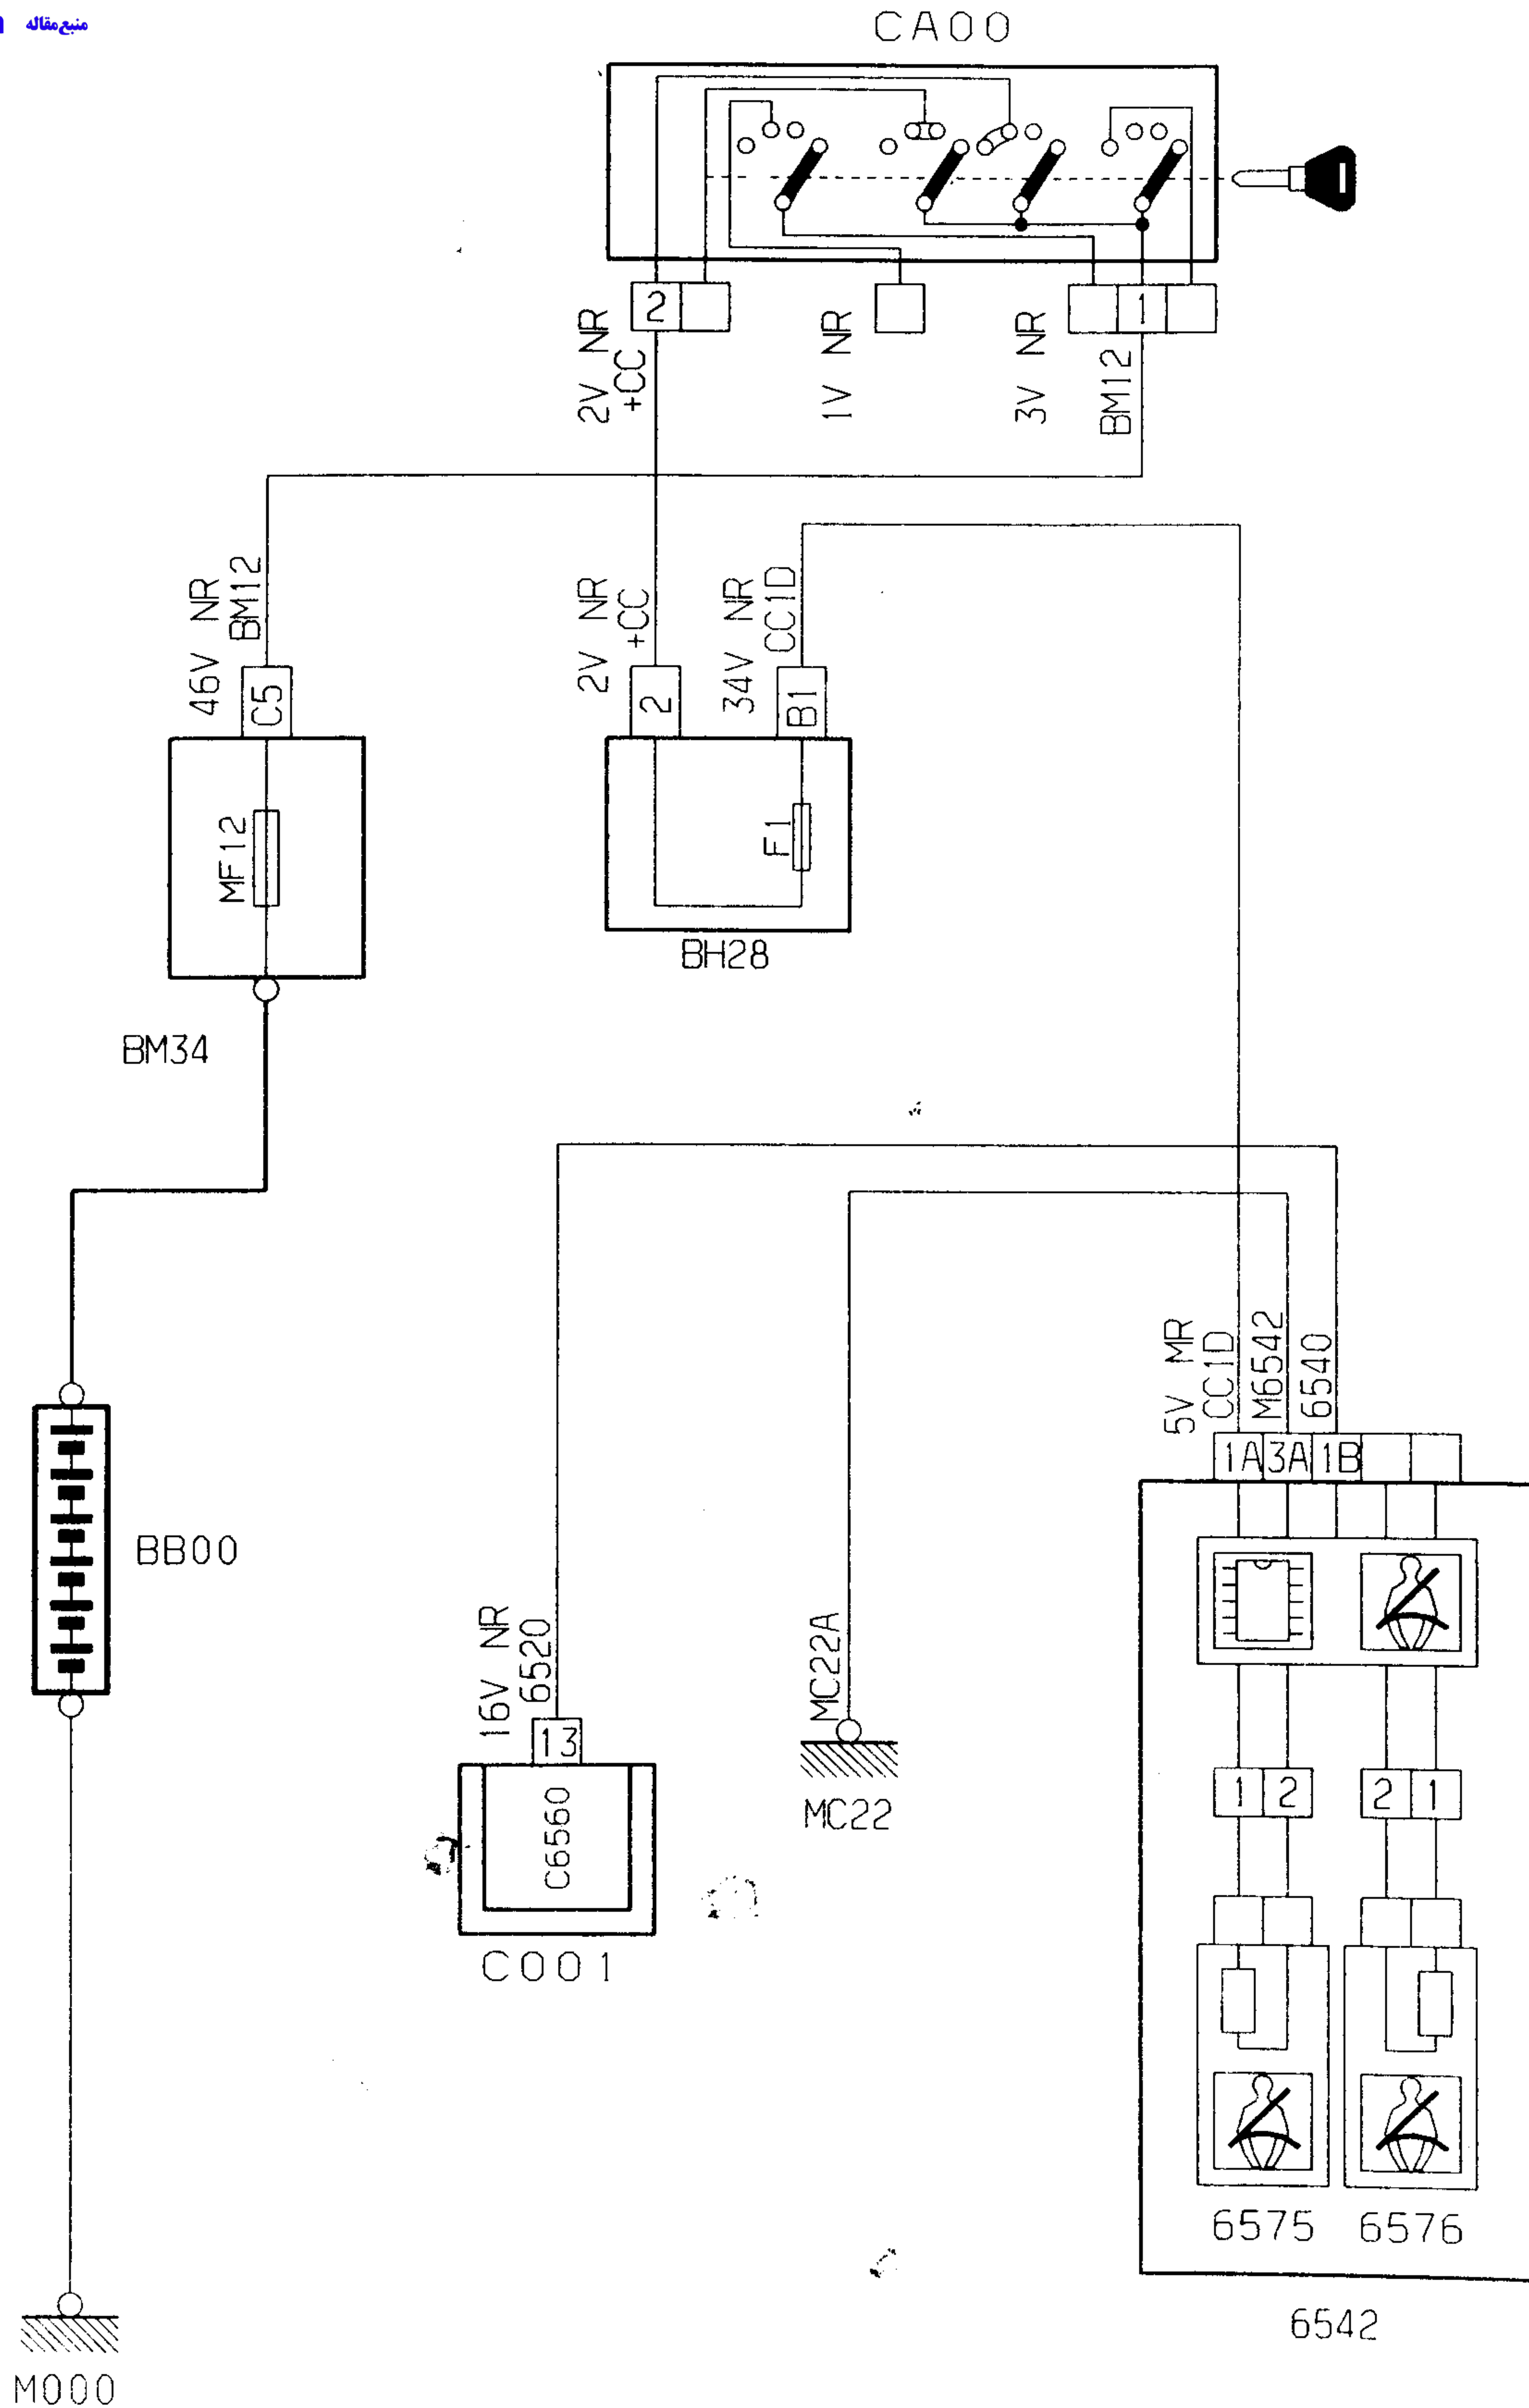 منبع مقاله
CA00
2
1
2V NR
+CC
1V NR
3V NR
BM12
46V NR
BM12
2V NR
+CC
34V NR
CC1D
C5
2
B1
MF12
F1
BH28
BM34
5V MR
CC1D
M6542
6540
1A 3A 1B
BB00
16V NR
6520
MC22A
13
C6560
MC22
C001
1 2
2 1
6575
6576
6542
M000